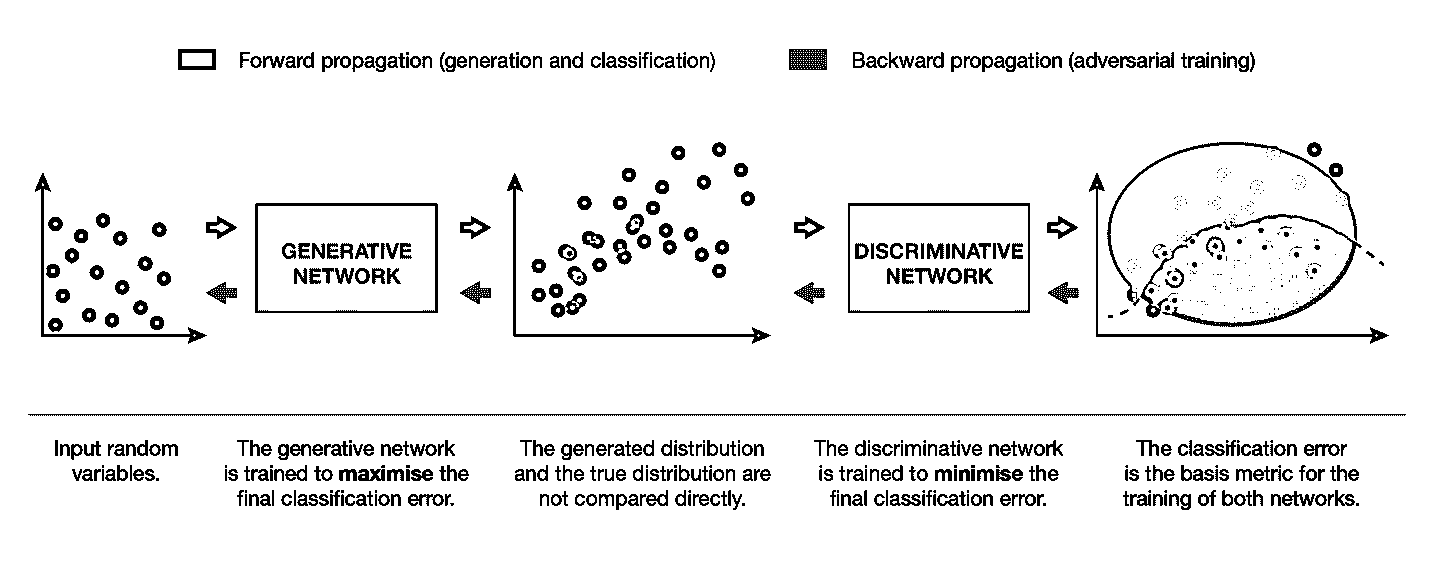 Forward propagation (generation and classification)
Backward propagation (adversarial training)
GENERATIVE
NETWORK
DISCRIMINATIVE
NETWORK
Input random
variables.
The generative network
is trained to maximise the
final classification error.
The generated distribution
and the true distribution are
not compared directly.
The discriminative network
is trained to minimise the
final classification error.
The classification error
is the basis metric for the
training of both networks.